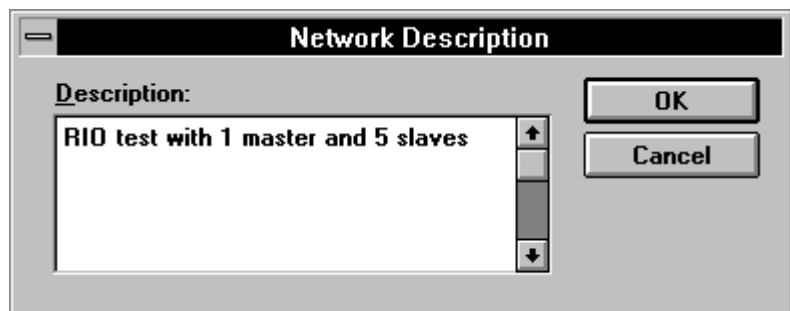 Network Description
Description:
OK
RIO test with 1 master and 5 slaves
Cancel